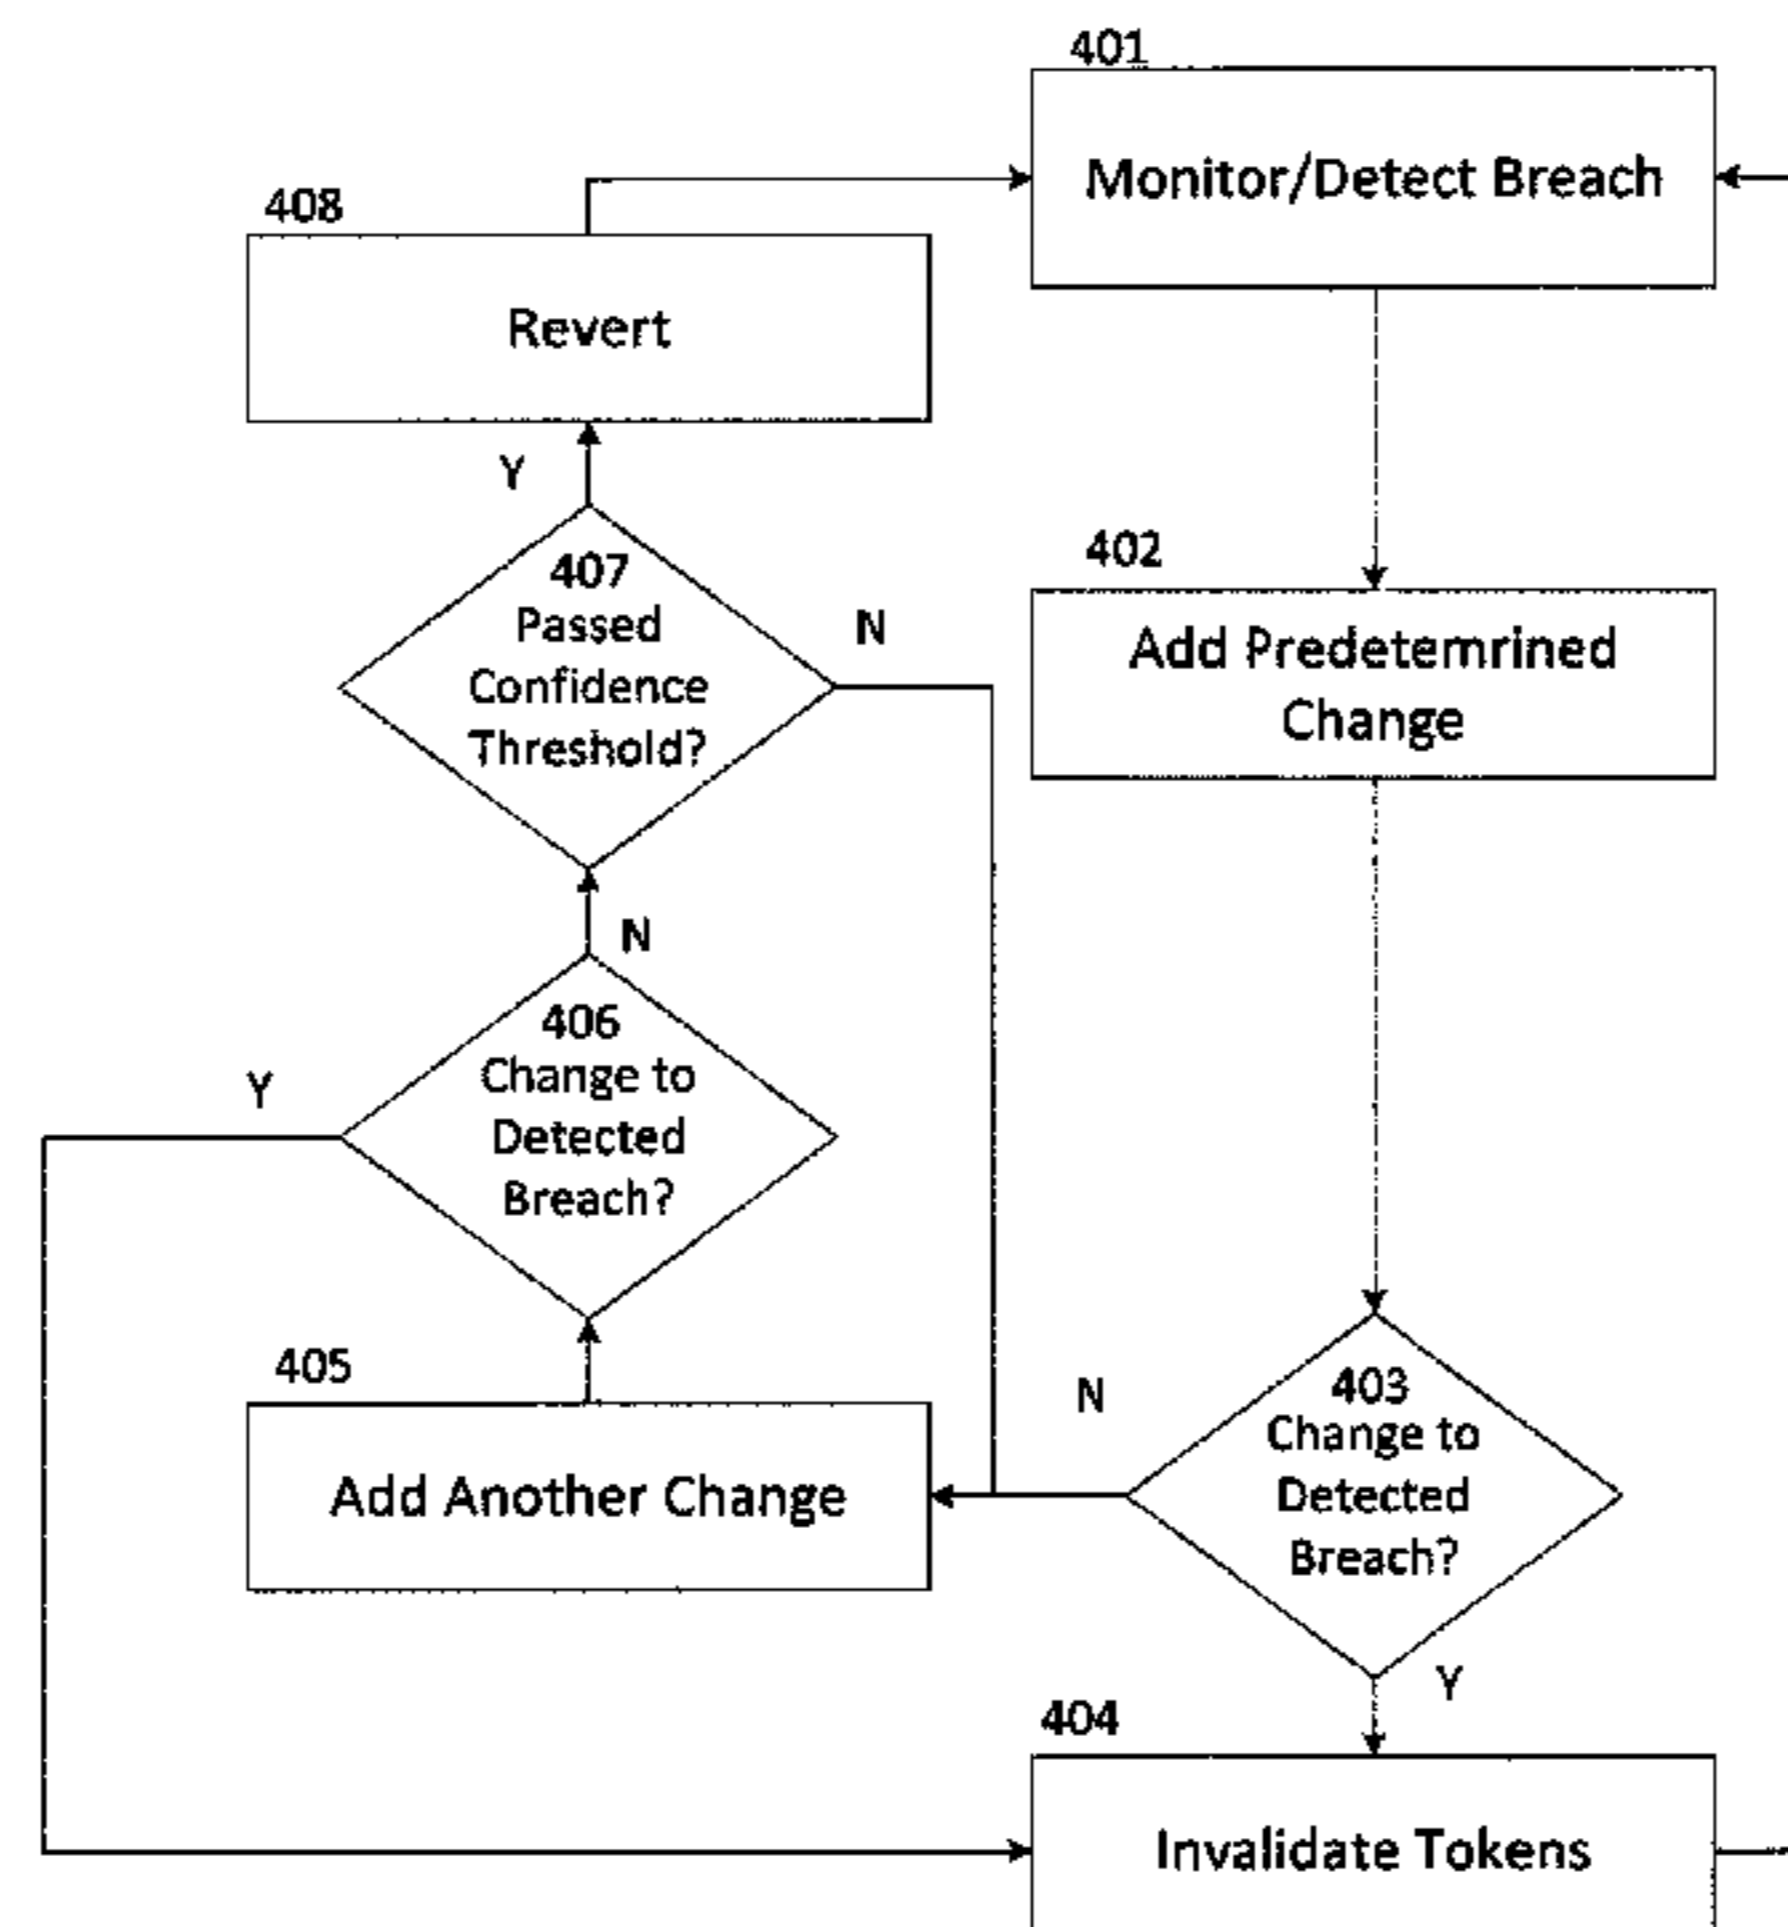 401
Monitor/Detect Breach
408
Revert
Y
407
Passed
Confidence
Threshold?
N
402
Add Predetemrined
Change
N
406
Change to
Detected
Breach?
Y
405
Add Another Change
N
403
Change to
Detected
Breach?
Y
404
Invalidate Tokens